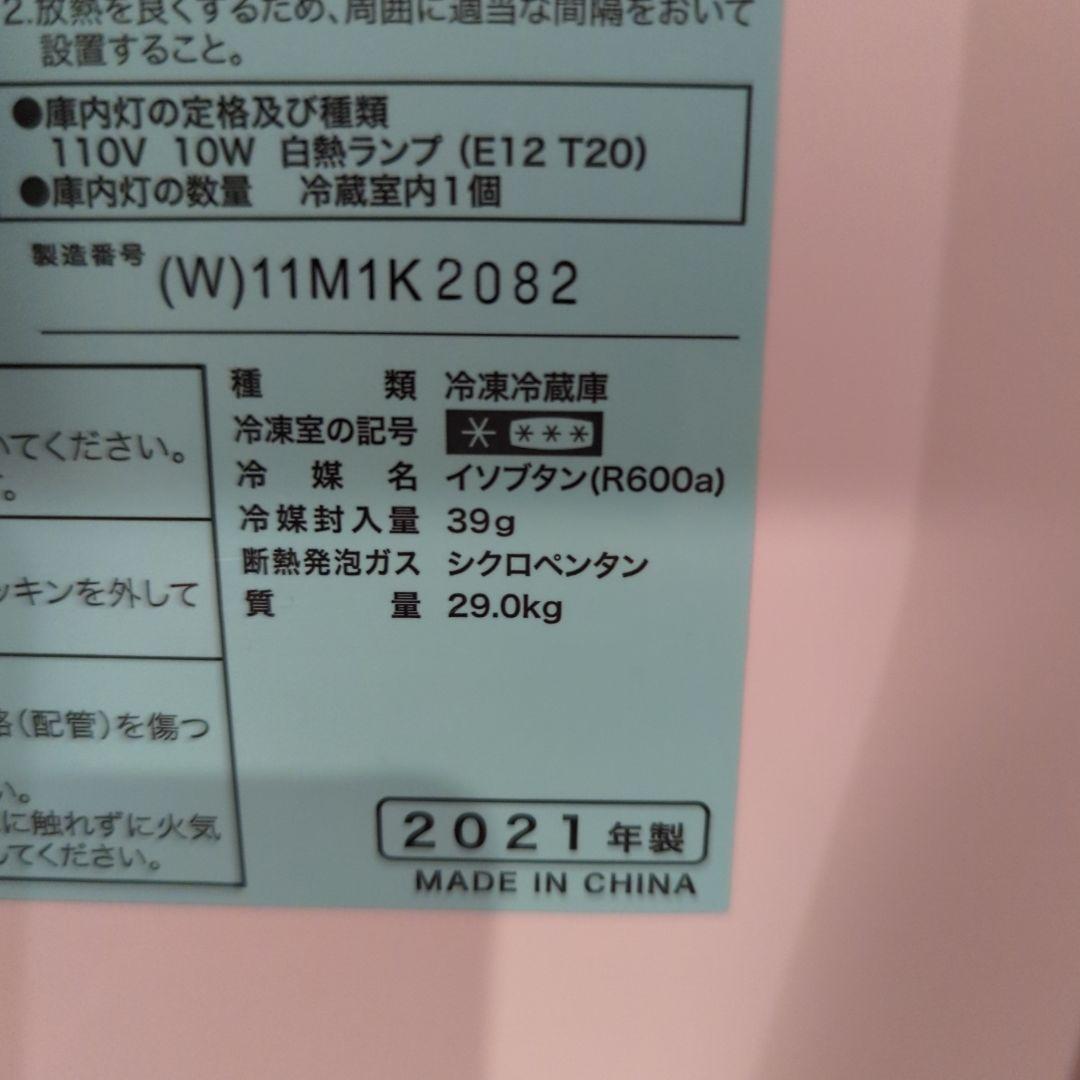 2.放熱を良くするため、周囲に適当な間隔をおいて
設置すること。
●庫内灯の定格及び種類
110V 10W 白熱ランプ (E12 T20)
●庫内灯の数量 冷蔵室内1個
製造番号 (W)11M1K2082
いてください。
。
ッキンを外して
(配管)を傷つ
い。
に触れずに火気
してください。
種類 冷凍冷蔵庫
冷凍室の記号 * ***
冷媒名 イソブタン(R600a)
冷媒封入量 39g
断熱発泡ガス シクロペンタン
質量 29.0kg
2021年製
MADE IN CHINA